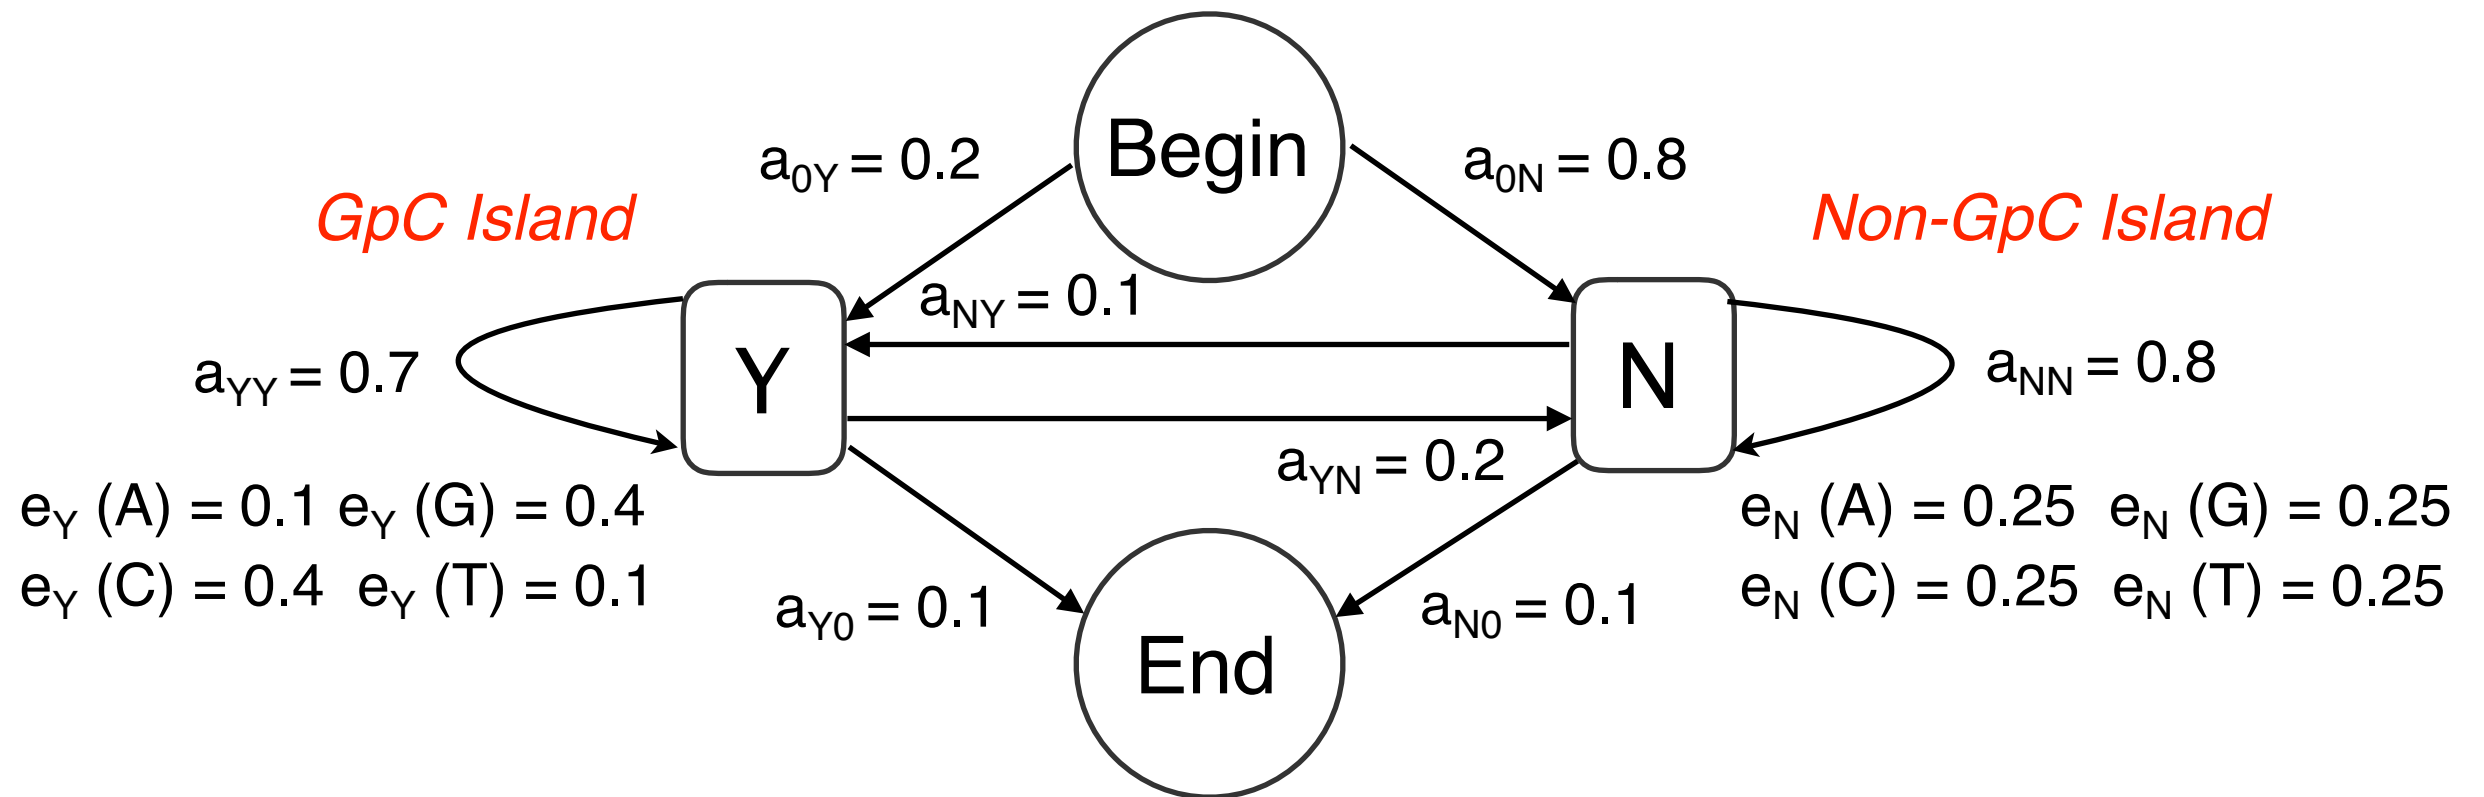 Begin
a0Y = 0.2
a0N = 0.8
GpC Island
Non-GpC Island
aNY = 0.1
Y
N
aYY = 0.7
aNN = 0.8
aYN = 0.2
eY (A) = 0.1 eY (G) = 0.4
eN (A) = 0.25 eN (G) = 0.25
eY (C) = 0.4 eY (T) = 0.1
eN (C) = 0.25 eN (T) = 0.25
aY0 = 0.1
aN0 = 0.1
End